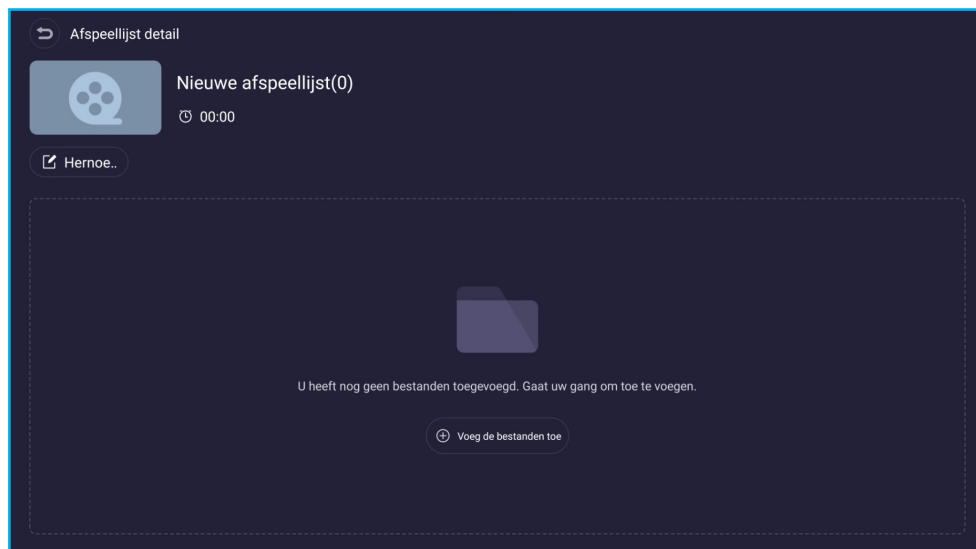 Afspeellijst detail
Nieuwe afspeellijst(0)
00:00
Hernoe..
U heeft nog geen bestanden toegevoegd. Gaat uw gang om toe te voegen.
Voeg de bestanden toe